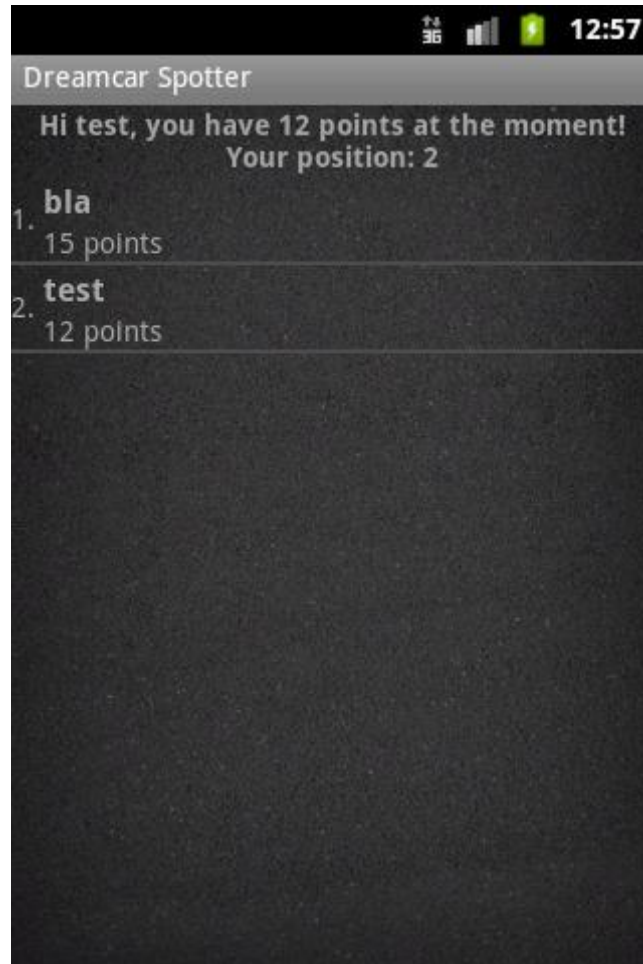 3G 12:57
Dreamcar Spotter
Hi test, you have 12 points at the moment!
Your position: 2
1. bla
15 points
2. test
12 points